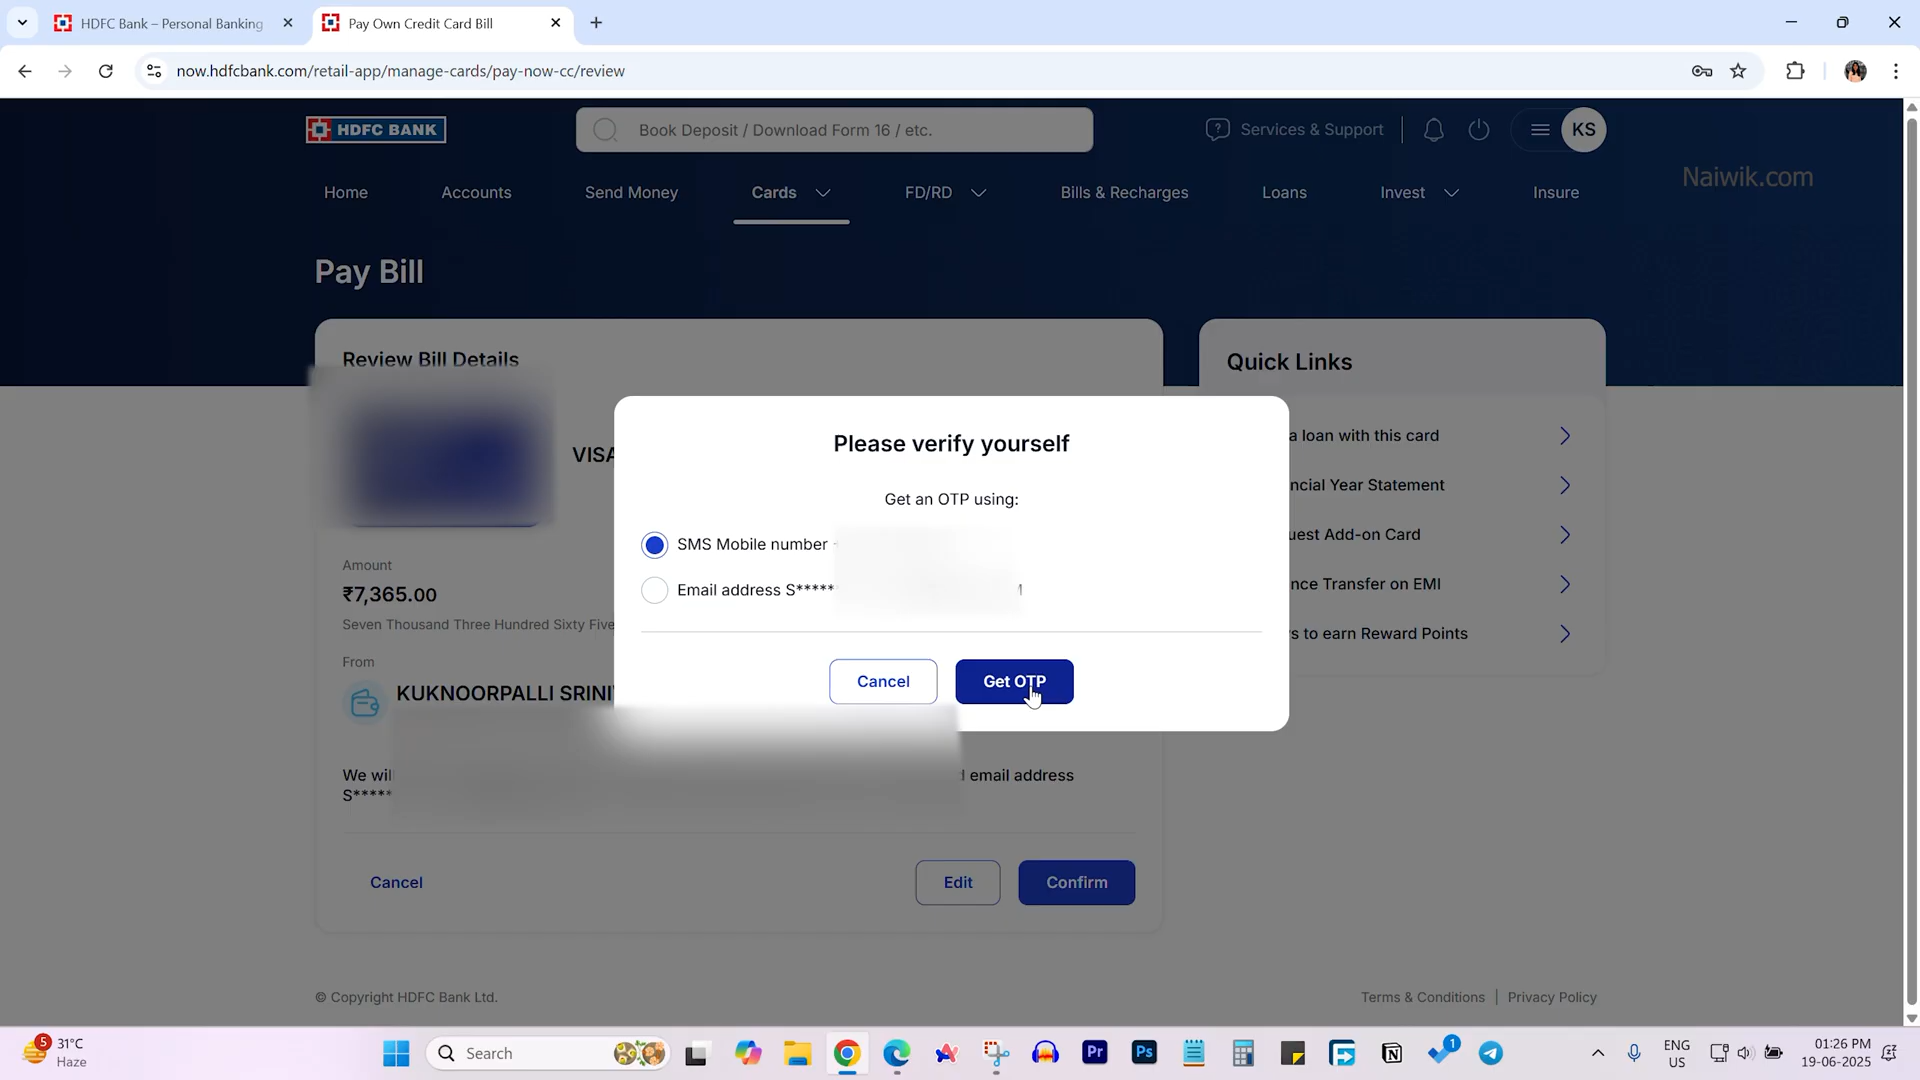 HDFC Bank – Personal Banking
Pay Own Credit Card Bill
now.hdfcbank.com/retail-app/manage-cards/pay-now-cc/review
HDFC BANK
Book Deposit / Download Form 16 / etc.
Services & Support
KS
Naiwik.com
Home
Accounts
Send Money
Cards
FD/RD
Bills & Recharges
Loans
Invest
Insure
Pay Bill
Review Bill Details
VISA
Amount
₹7,365.00
Seven Thousand Three Hundred Sixty Five
From
KUKNOORPALLI SRINI
We wil
email address
S*****
Cancel
Edit
Confirm
Please verify yourself
Get an OTP using:
SMS Mobile number
Email address S******
Cancel
Get OTP
Quick Links
a loan with this card
ncial Year Statement
uest Add-on Card
nce Transfer on EMI
s to earn Reward Points
© Copyright HDFC Bank Ltd.
Terms & Conditions | Privacy Policy
5
31°C
Haze
Search
Pr
Ps
1
ENG
US
01:26 PM
19-06-2025